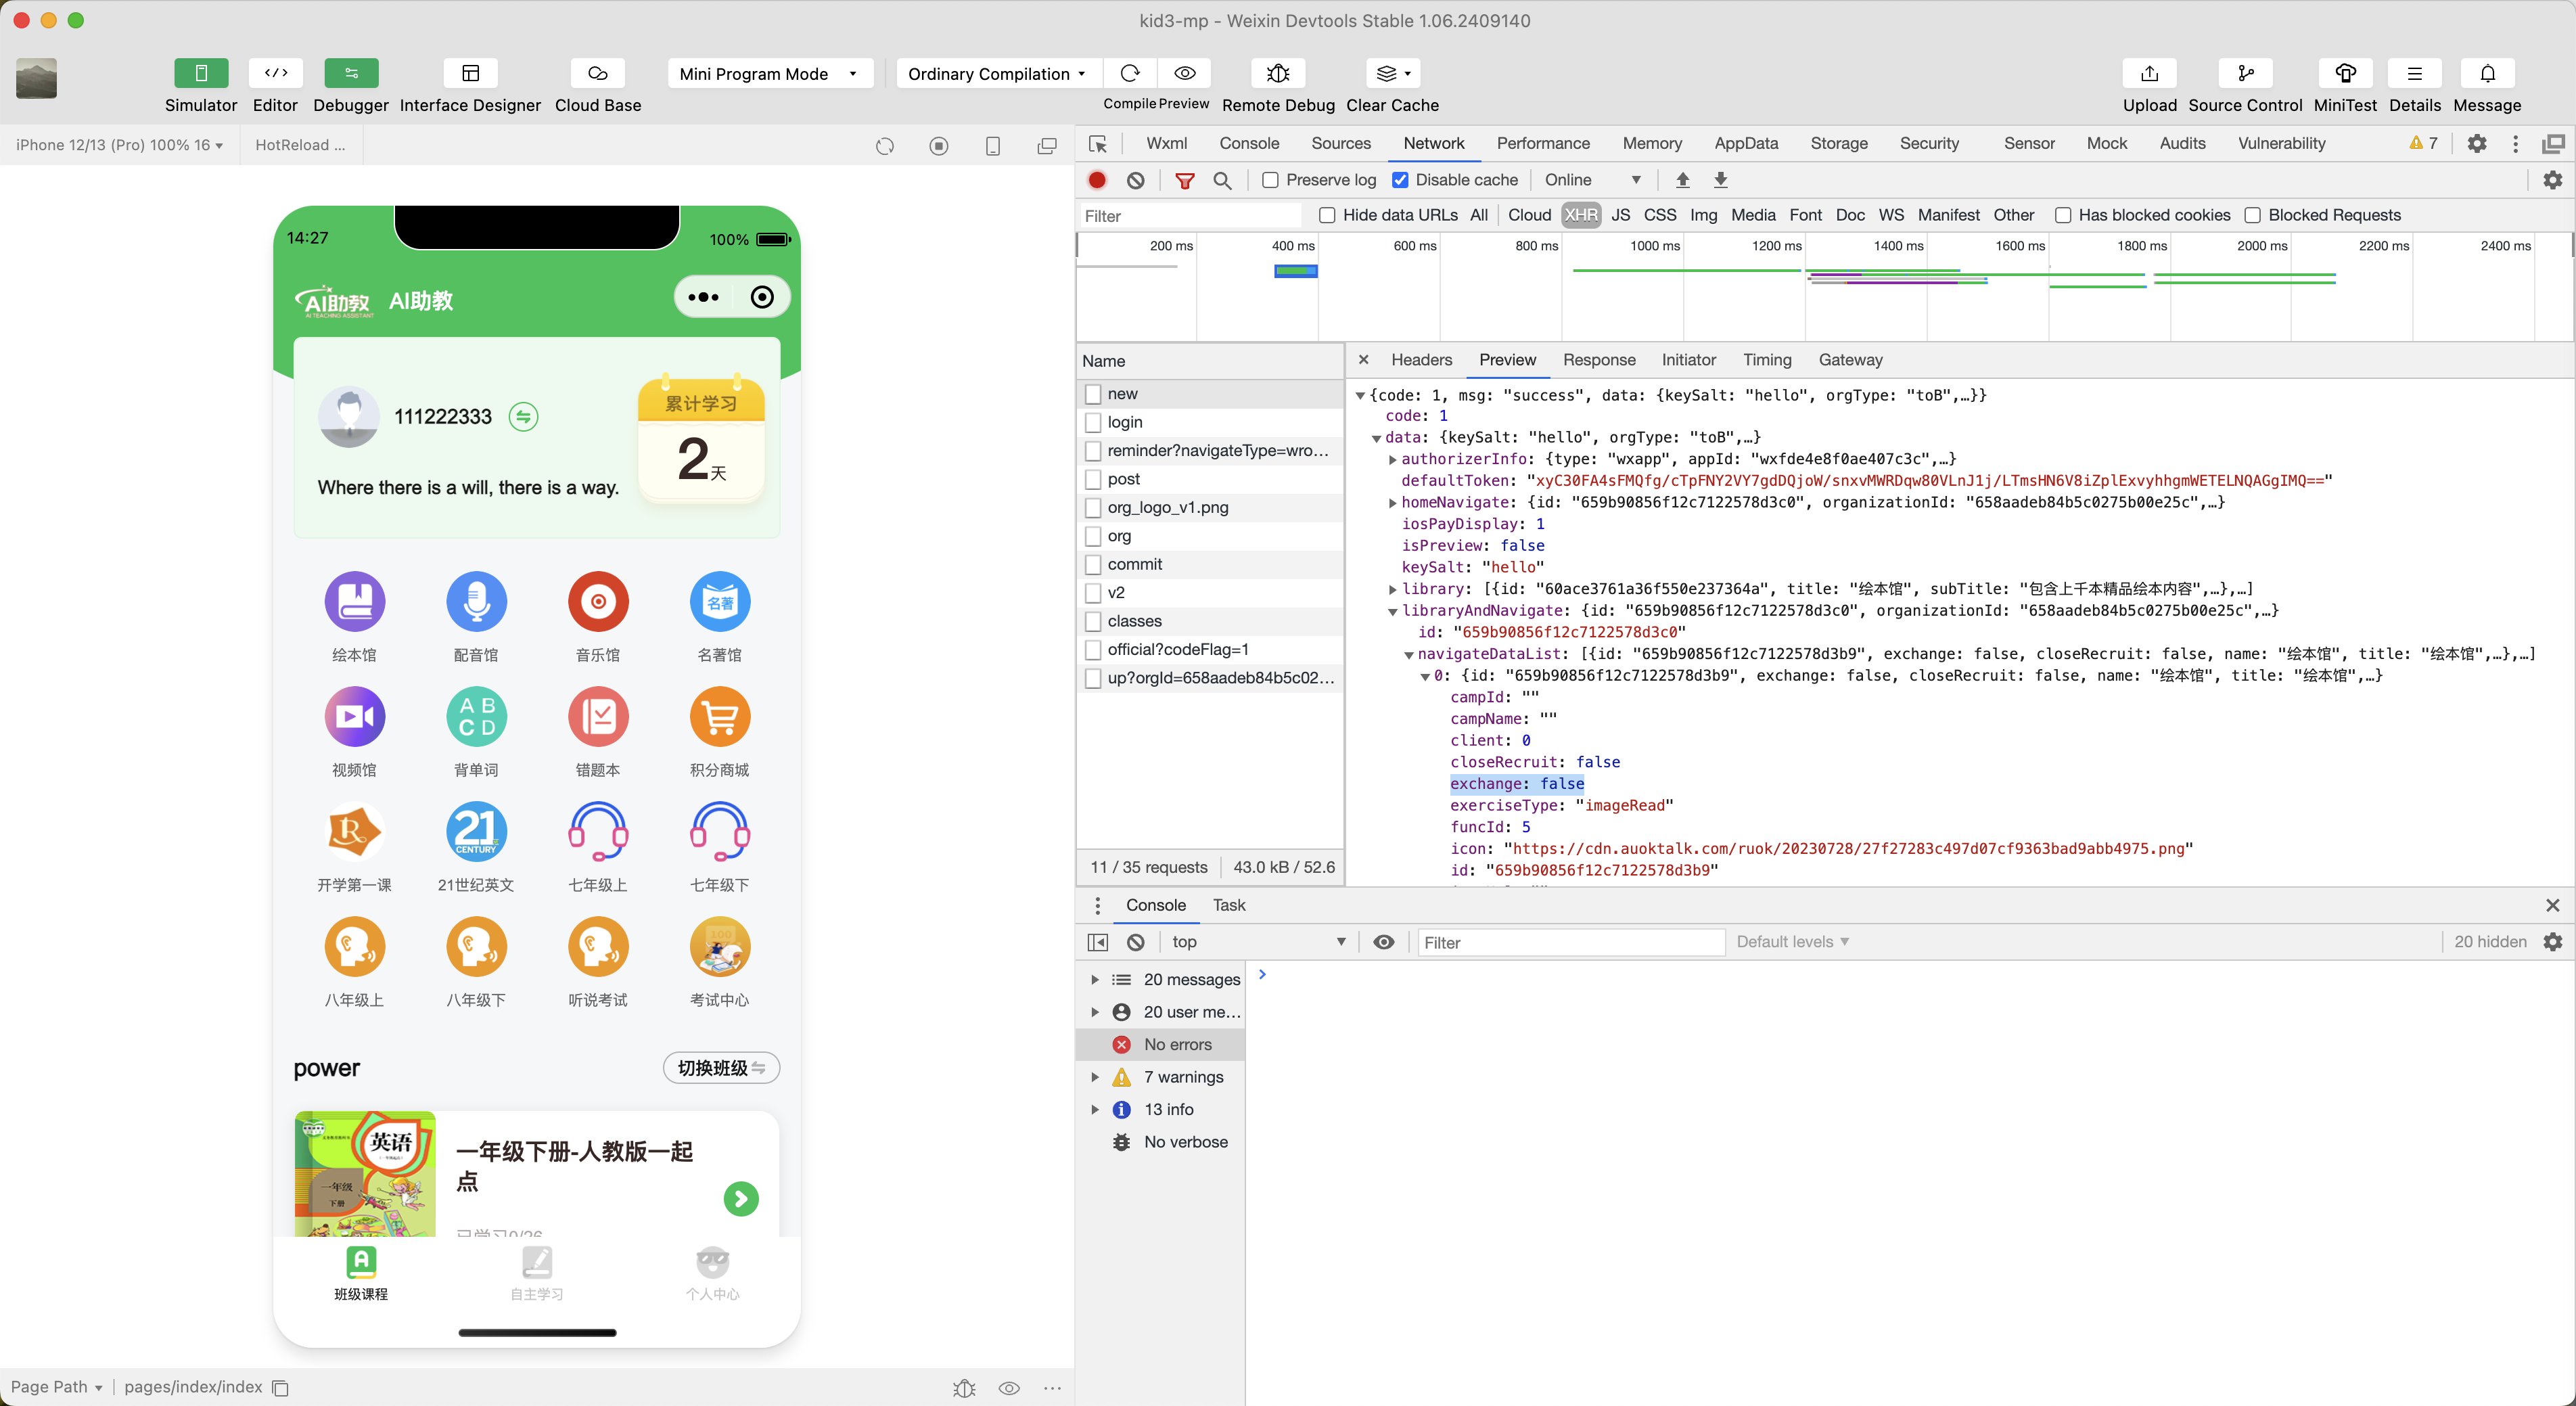 kid3-mp - Weixin Devtools Stable 1.06.2409140
Simulator
Editor
Debugger
Interface Designer
Cloud Base
Mini Program Mode
Ordinary Compilation
Compile
Preview
Remote Debug
Clear Cache
Upload
Source Control
MiniTest
Details
Message
iPhone 12/13 (Pro) 100% 16
HotReload ...
14:27
100%
AI助教
AI TEACHING ASSISTANT
AI助教
111222333
累计学习
2天
Where there is a will, there is a way.
绘本馆
配音馆
音乐馆
名著
名著馆
视频馆
A B
C D
背单词
错题本
积分商城
R
开学第一课
21
CENTURY
21世纪英文
七年级上
七年级下
八年级上
八年级下
听说考试
100
考试中心
power
切换班级
英语
一年级
下册
一年级下册-人教版一起
点
已学习0/26
A
班级课程
自主学习
个人中心
Page Path
pages/index/index
Wxml
Console
Sources
Network
Performance
Memory
AppData
Storage
Security
Sensor
Mock
Audits
Vulnerability
7
Preserve log
Disable cache
Online
Filter
Hide data URLs
All
Cloud
XHR
JS
CSS
Img
Media
Font
Doc
WS
Manifest
Other
Has blocked cookies
Blocked Requests
200 ms
400 ms
600 ms
800 ms
1000 ms
1200 ms
1400 ms
1600 ms
1800 ms
2000 ms
2200 ms
2400 ms
Name
new
login
reminder?navigateType=wro...
post
org_logo_v1.png
org
commit
v2
classes
official?codeFlag=1
up?orgId=658aadeb84b5c02...
11 / 35 requests
43.0 kB / 52.6
Headers
Preview
Response
Initiator
Timing
Gateway
{code: 1, msg: "success", data: {keySalt: "hello", orgType: "toB",…}}
code: 1
data: {keySalt: "hello", orgType: "toB",…}
authorizerInfo: {type: "wxapp", appId: "wxfde4e8f0ae407c3c",…}
defaultToken: "xyC30FA4sFMQfg/cTpFNY2VY7gdDQjoW/snxvMWRDqw80VLnJ1j/LTmsHN6V8iZplExvyhhgmWETELNQAGgIMQ=="
homeNavigate: {id: "659b90856f12c7122578d3c0", organizationId: "658aadeb84b5c0275b00e25c",…}
iosPayDisplay: 1
isPreview: false
keySalt: "hello"
library: [{id: "60ace3761a36f550e237364a", title: "绘本馆", subTitle: "包含上千本精品绘本内容",…},…]
libraryAndNavigate: {id: "659b90856f12c7122578d3c0", organizationId: "658aadeb84b5c0275b00e25c",…}
id: "659b90856f12c7122578d3c0"
navigateDataList: [{id: "659b90856f12c7122578d3b9", exchange: false, closeRecruit: false, name: "绘本馆", title: "绘本馆",…},…]
0: {id: "659b90856f12c7122578d3b9", exchange: false, closeRecruit: false, name: "绘本馆", title: "绘本馆",…}
campId: ""
campName: ""
client: 0
closeRecruit: false
exchange: false
exerciseType: "imageRead"
funcId: 5
icon: "https://cdn.auoktalk.com/ruok/20230728/27f27283c497d07cf9363bad9abb4975.png"
id: "659b90856f12c7122578d3b9"
Console
Task
top
Filter
Default levels
20 hidden
20 messages
20 user me...
No errors
7 warnings
13 info
No verbose